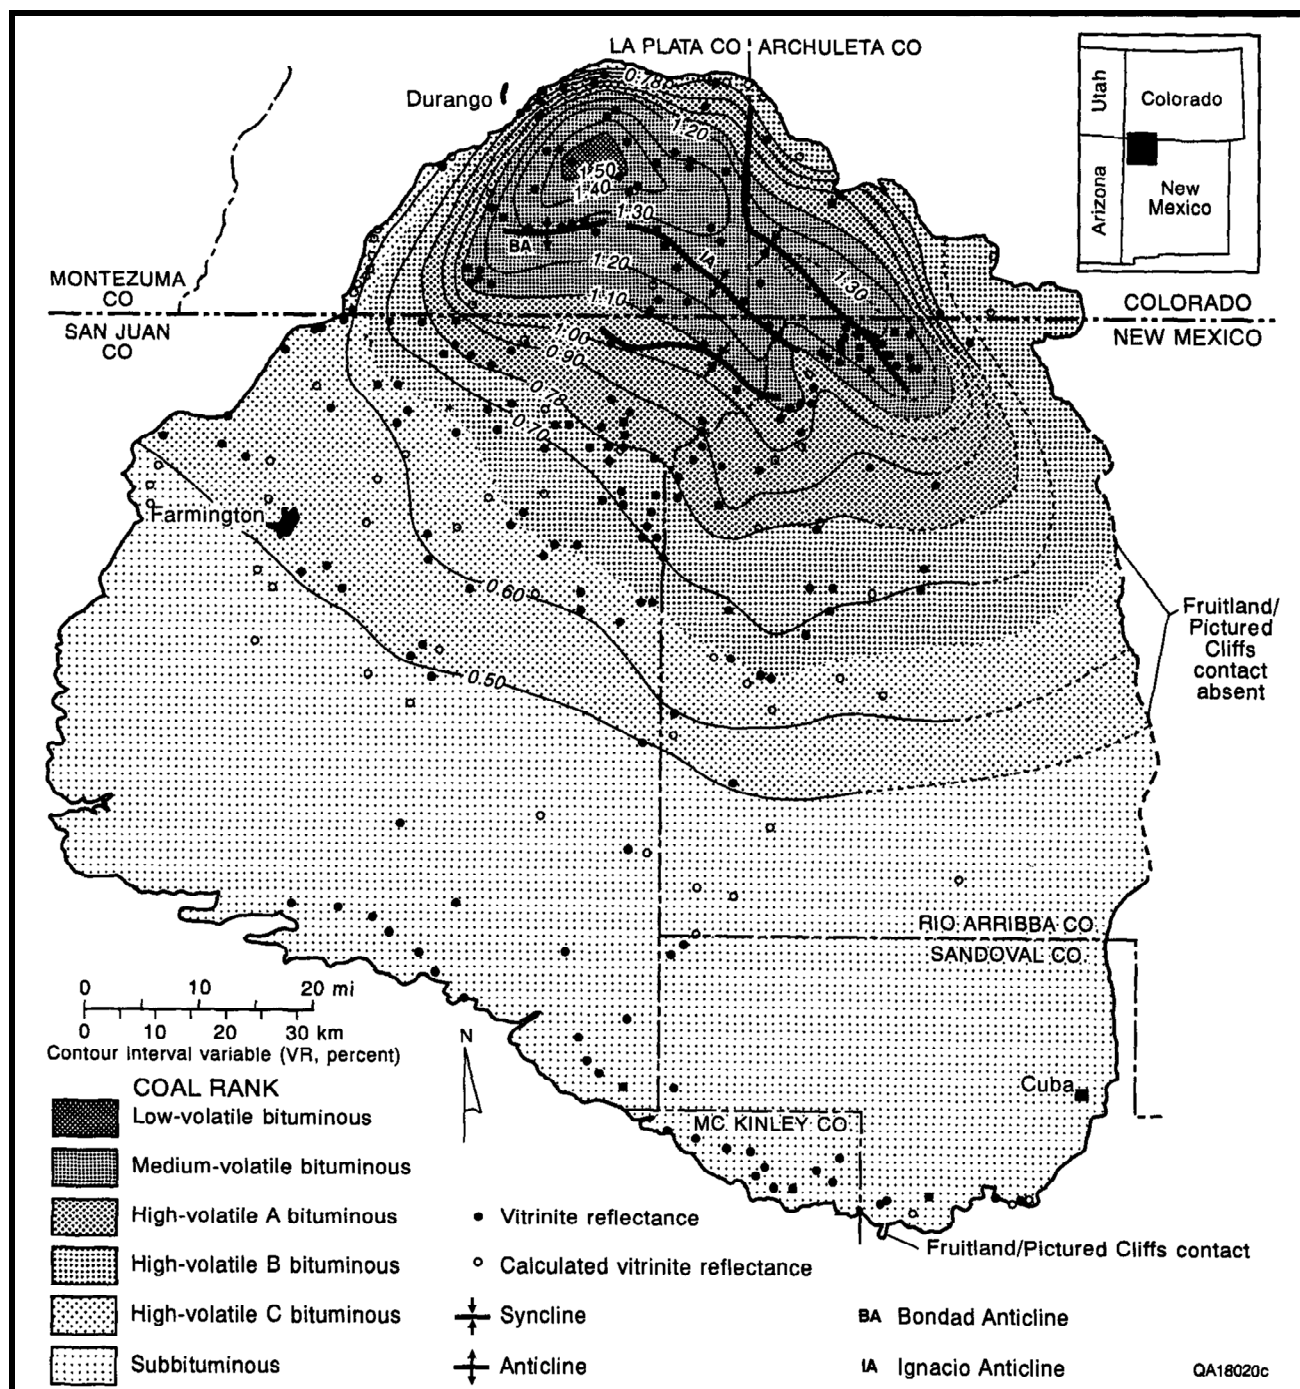 LA PLATA CO
ARCHULETA CO
Durango
Utah
Colorado
Arizona
New
Mexico
0.78
1.20
1.50
1.40
1.30
BA
IA
1.20
1.30
1.10
MONTEZUMA
CO
SAN JUAN
CO
COLORADO
NEW MEXICO
1.00
0.90
0.78
0.70
Farmington
0.60
0.50
Fruitland/
Pictured
Cliffs
contact
absent
RIO ARRIBBA CO.
SANDOVAL CO.
0 10 20 mi
0 10 20 30 km
Contour interval variable (VR, percent)
N
Cuba
MC KINLEY CO.
COAL RANK
Low-volatile bituminous
Medium-volatile bituminous
High-volatile A bituminous
High-volatile B bituminous
High-volatile C bituminous
Subbituminous
Vitrinite reflectance
Calculated vitrinite reflectance
Syncline
Anticline
Fruitland/Pictured Cliffs contact
BA Bondad Anticline
IA Ignacio Anticline
QA18020c